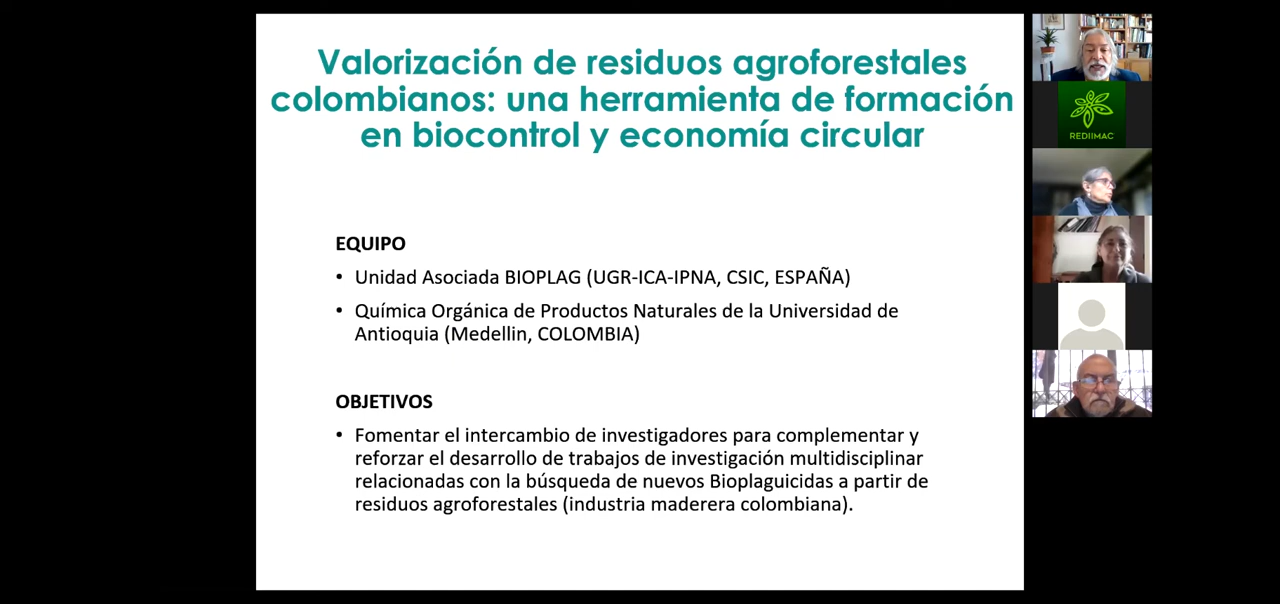 Valorización de residuos agroforestales
colombianos: una herramienta de formación
en biocontrol y economía circular
EQUIPO
• Unidad Asociada BIOPLAG (UGR-ICA-IPNA, CSIC, ESPAÑA)
• Química Orgánica de Productos Naturales de la Universidad de
Antioquia (Medellin, COLOMBIA)
OBJETIVOS
• Fomentar el intercambio de investigadores para complementar y
reforzar el desarrollo de trabajos de investigación multidisciplinar
relacionadas con la búsqueda de nuevos Bioplaguicidas a partir de
residuos agroforestales (industria maderera colombiana).
REDIIMAC